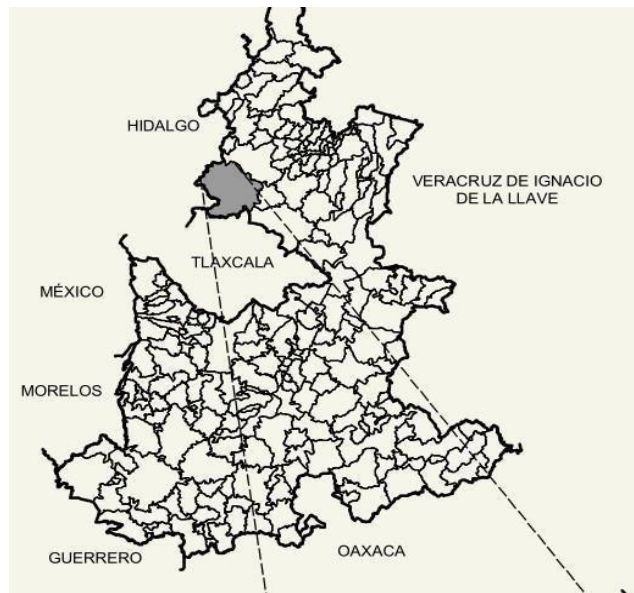 HIDALGO
VERACRUZ DE IGNACIO
DE LA LLAVE
TLAXCALA
MÉXICO
MORELOS
GUERRERO
OAXACA